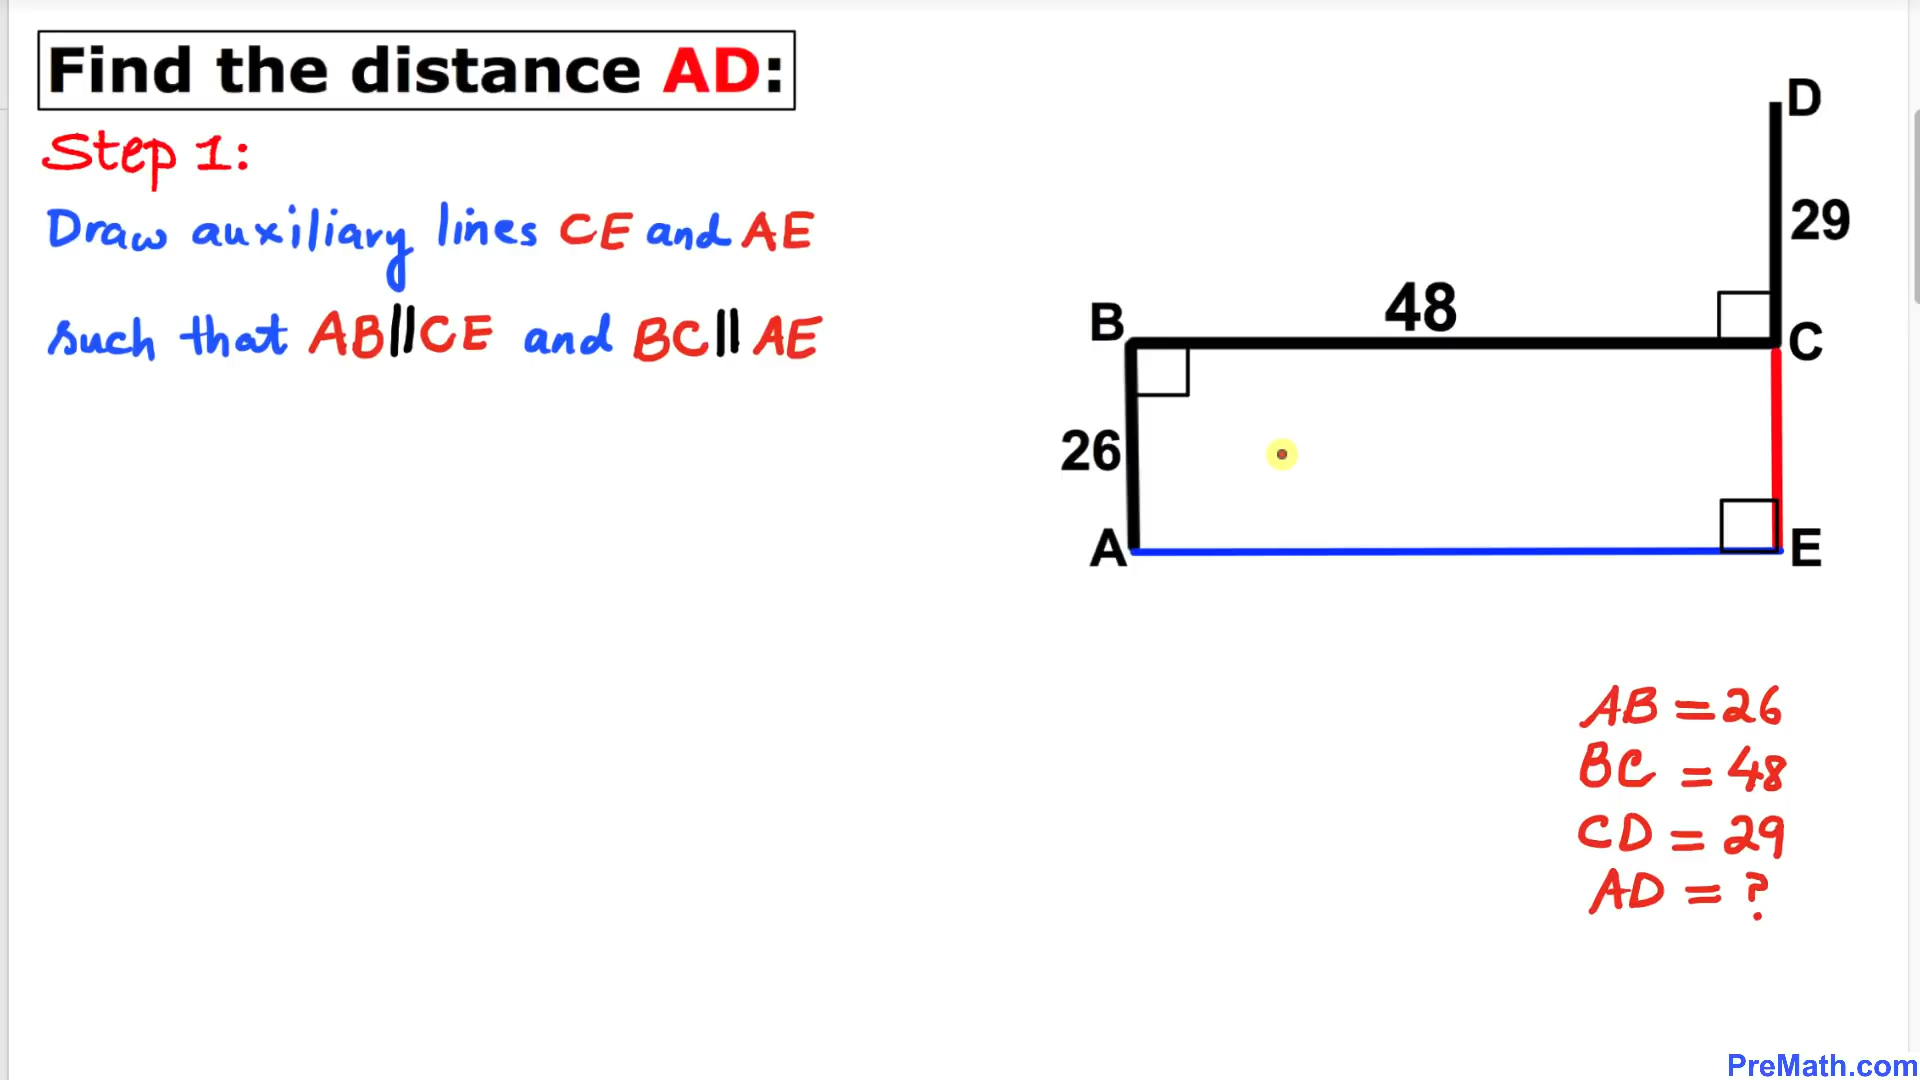 Find the distance AD:
Step 1:
Draw auxiliary lines CE and AE
such that AB||CE and BC||AE
D
29
48
B
C
26
A
E
AB = 26
BC = 48
CD = 29
AD = ?
PreMath.com